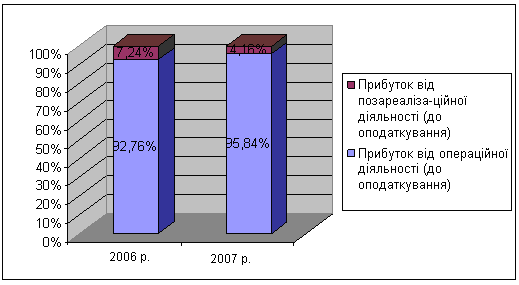 100%
90%
80%
70%
60%
50%
40%
30%
20%
10%
0%
7,24%
4,16%
92,76%
95,84%
2006 р.
2007 р.
Прибуток від
позареаліза-ційної
діяльності (до
оподаткування)
Прибуток від операційної
діяльності (до
оподаткування)